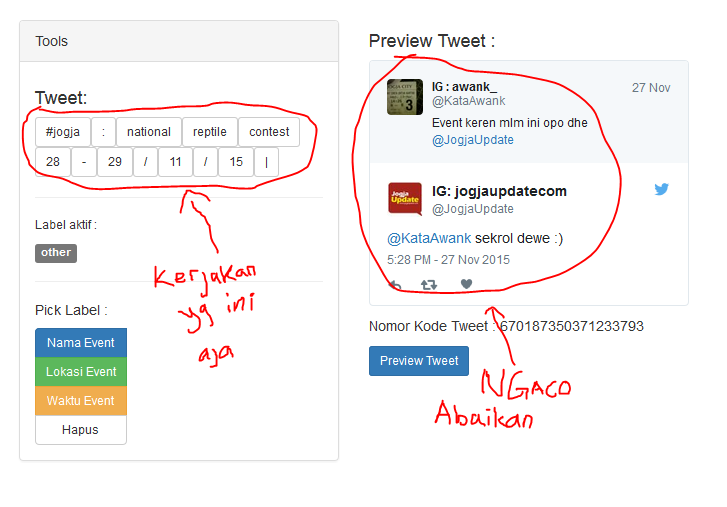 Tools
Tweet:
#jogja : national reptile contest
28 - 29 / 11 / 15 |
Label aktif :
other
Kerjakan
yg ini
aja
Pick Label :
Nama Event
Lokasi Event
Waktu Event
Hapus
Preview Tweet :
IG : awank_
27 Nov
@KataAwank
Event keren mlm ini opo dhe
@JogjaUpdate
Jogja
Update
IG: jogjaupdatecom
@JogjaUpdate
@KataAwank sekrol dewe :)
5:28 PM - 27 Nov 2015
Nomor Kode Tweet : 670187350371233793
Preview Tweet
NGACO
Abaikan